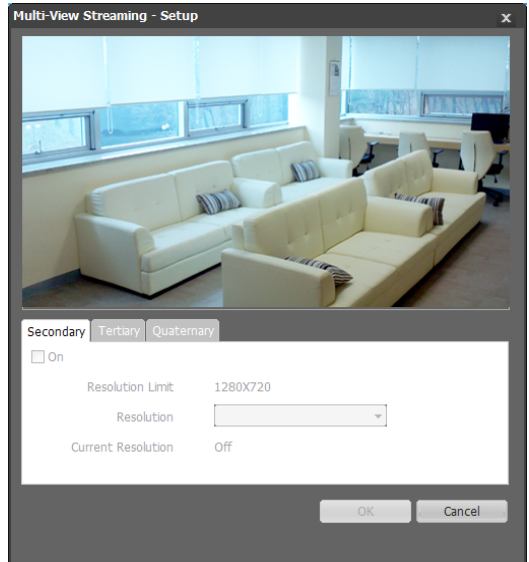 Multi-View Streaming - Setup x
Secondary Tertiary Quaternary
On
Resolution Limit 1280X720
Resolution
Current Resolution Off
OK Cancel